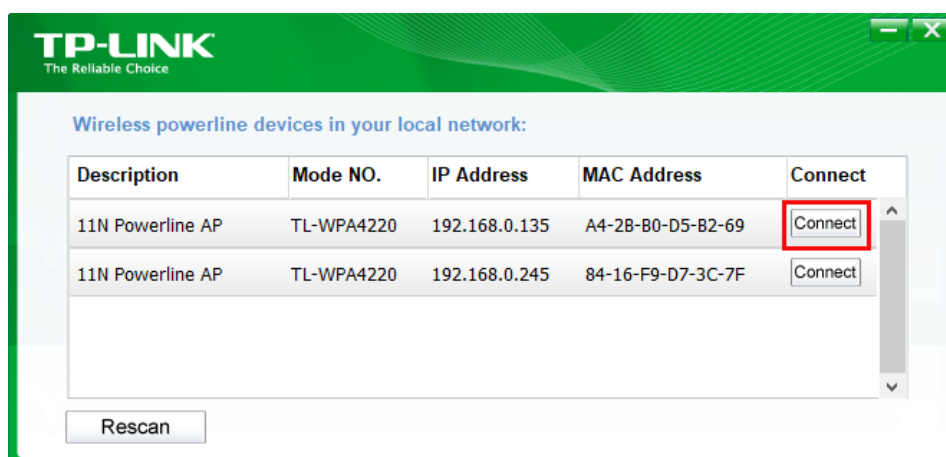 TP-LINK
The Reliable Choice
Wireless powerline devices in your local network:
Description Mode NO. IP Address MAC Address Connect
11N Powerline AP TL-WPA4220 192.168.0.135 A4-2B-B0-D5-B2-69 Connect
11N Powerline AP TL-WPA4220 192.168.0.245 84-16-F9-D7-3C-7F Connect
Rescan